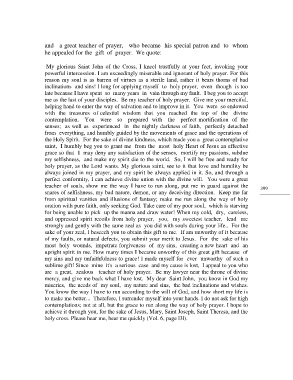 and a great teacher of prayer, who became his special patron and to whom
he appealed for the gift of prayer. We quote:
My glorious Saint John of the Cross, I kneel trustfully at your feet, invoking your
powerful intercession. I am exceedingly miserable and ignorant of holy prayer. For this
reason my soul is as barren of virtues as a sterile land, rather it bears thorns of bad
inclinations and sins! I long for applying myself to holy prayer, even though is too
late because I have spent so many years in vain through my fault. I beg you to accept
me as the last of your disciples. Be my teacher of holy prayer. Give me your merciful,
helping hand to enter the way of salvation and to improve in it. You were so endowed
with the treasures of celestial wisdom that you reached the top of the divine
contemplation. You were so prepared with the perfect mortification of the
senses; as well as experienced in the nightly darkness of faith, perfectly detached
from everything, and humbly guided by the movements of grace and the operations of
the Holy Spirit. For the sake of divine kindness, which made you a great contemplative
saint, I humbly beg you to grant me from the most holy Heart of Jesus an effective
grace so that I may deny any satisfaction of the senses, mortify my passions, subdue
my selfishness, and make my spirit die to the world. So, I will be free and ready for
holy prayer, as the Lord wants. My glorious saint, see to it that love and humility be
always joined in my prayer; and my spirit be always applied in it. So, and through a
perfect conformity, I can achieve divine union with the divine will. You were a great
teacher of souls, show me the way I have to run along, put me in guard against the
snares of selfishness, my bad nature, demon, or any deceiving direction. Keep me far
from spiritual vanities and illusions of fantasy; make me run along the way of holy
oration with pure faith, only seeking God. Take care of my poor soul, which is starving
for being unable to pick up the manna and draw water! When my cold, dry, careless,
and oppressed spirit recoils from holy prayer, you, my sweetest teacher, lead me
strongly and gently with the same zeal as you did with souls during your life... For the
sake of your zeal, I beseech you to obtain this gift to me. If am unworthy of it because
of my faults, or natural defects, you submit your merit to Jesus. For the sake of his
most holy wounds, impetrate forgiveness of my sins, creating a new heart and an
upright spirit in me. How many times I became unworthy of this great gift because of
my sins and my infaithfulness to grace! I made myself for ever unworthy of such a
sublime gift! Since mine it's a serious case and my cause is lost, I appeal to you who
are a great, zealous teacher of holy prayer. Be my lawyer near the throne of divine
mercy, and give me back what I have lost. My dear Saint John, you know in God my
miseries, the needs of my soul, my nature and sins, the bad inclinations and wishes.
You know the way I have to run according to the will of God, and how short my life is
to make me better... Therefore, I surrender myself into your hands. I do not ask for high
contemplations; not at all, but the grace to run along the way of holy prayer. I hope to
achieve it through you, for the sake of Jesus, Mary, Saint Joseph, Saint Theresa, and the
holy cross. Please hear me, hear me quickly (Vol. 6, page 131).